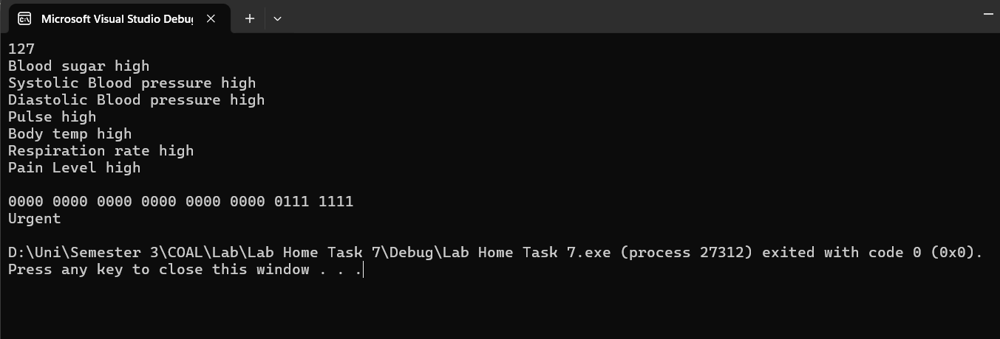 Microsoft Visual Studio Debug
127
Blood sugar high
Systolic Blood pressure high
Diastolic Blood pressure high
Pulse high
Body temp high
Respiration rate high
Pain Level high
0000 0000 0000 0000 0000 0000 0111 1111
Urgent
D:\Uni\Semester 3\COAL\Lab\Lab Home Task 7\Debug\Lab Home Task 7.exe (process 27312) exited with code 0 (0x0).
Press any key to close this window . . .